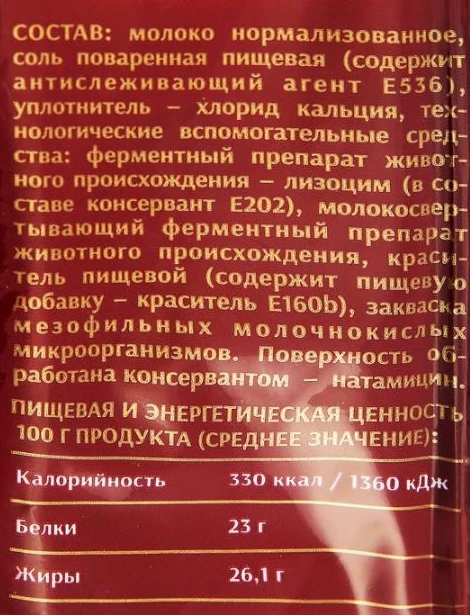 СОСТАВ: молоко нормализованное,
соль поваренная пищевая (содержит
антислеживающий агент Е536),
уплотнитель – хлорид кальция, тех-
нологические вспомогательные сред-
ства: ферментный препарат живот-
ного происхождения – лизоцим (в со-
ставе консервант Е202), молокосвер-
тывающий ферментный препарат
животного происхождения, краси-
тель пищевой (содержит пищевую
добавку – краситель Е160b), закваска
мезофильных молочнокислых
микроорганизмов. Поверхность об-
работана консервантом – натамицин.
ПИЩЕВАЯ И ЭНЕРГЕТИЧЕСКАЯ ЦЕННОСТЬ
100 Г ПРОДУКТА (СРЕДНЕЕ ЗНАЧЕНИЕ):
Калорийность 330 ккал / 1360 кДж
Белки 23 г
Жиры 26,1 г